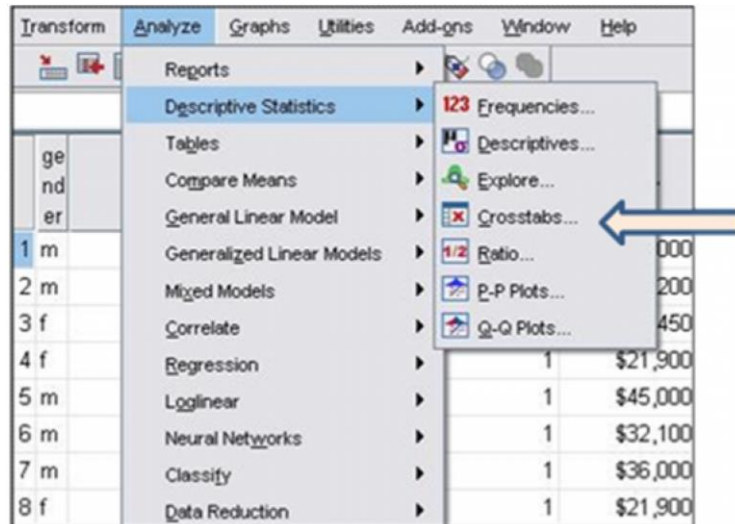 Transform Analyze Graphs Utilities Add-ons Window Help
Reports
Descriptive Statistics 123 Frequencies...
Tables Descriptives...
ge
nd
er
Compare Means Explore...
General Linear Model Crosstabs...
1 m Generalized Linear Models 1/2 Ratio... 000
2 m Mixed Models P-P Plots... 200
3 f Correlate Q-Q Plots... 450
4 f Regression 1 $21,900
5 m Loglinear 1 $45,000
6 m Neural Networks 1 $32,100
7 m Classify 1 $36,000
8 f Data Reduction 1 $21,900